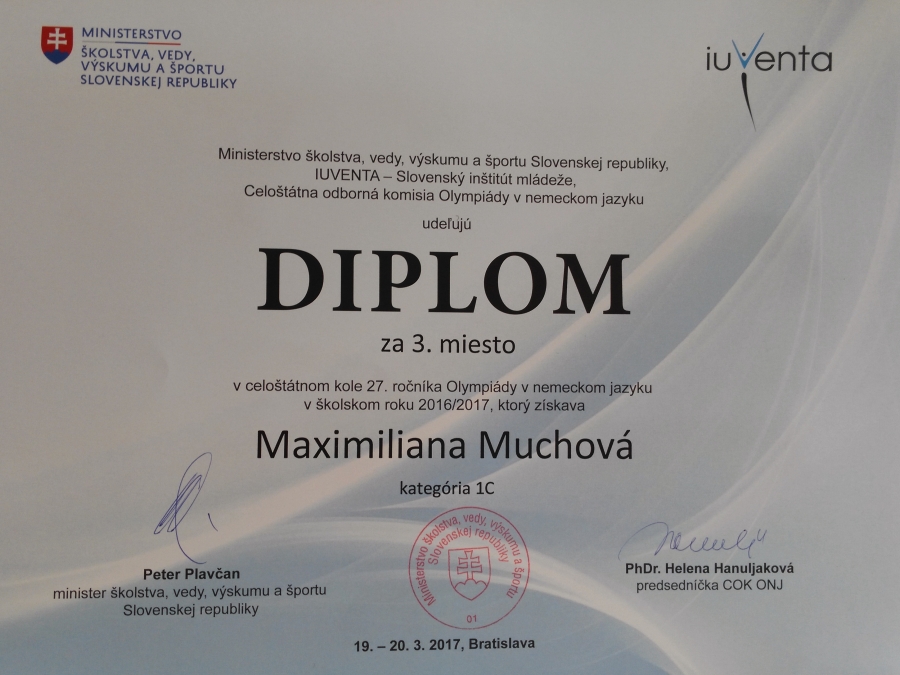 MINISTERSTVO
ŠKOLSTVA, VEDY,
VÝSKUMU A ŠPORTU
SLOVENSKEJ REPUBLIKY
iuventa
Ministerstvo školstva, vedy, výskumu a športu Slovenskej republiky,
IUVENTA – Slovenský inštitút mládeže,
Celoštátna odborná komisia Olympiády v nemeckom jazyku
udeľujú
DIPLOM
za 3. miesto
v celoštátnom kole 27. ročníka Olympiády v nemeckom jazyku
v školskom roku 2016/2017, ktorý získava
Maximiliana Muchová
kategória 1C
Ministerstvo školstva, vedy, výskumu a športu
Slovenskej republiky
01
Peter Plavčan
minister školstva, vedy, výskumu a športu
Slovenskej republiky
PhDr. Helena Hanuljaková
predsedníčka COK ONJ
19. – 20. 3. 2017, Bratislava